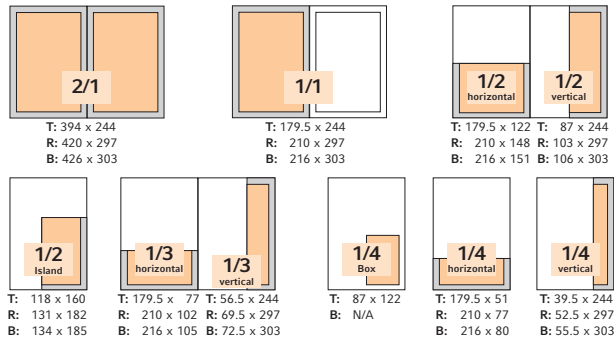 2/1
T: 394 x 244
R: 420 x 297
B: 426 x 303
1/1
T: 179.5 x 244
R: 210 x 297
B: 216 x 303
1/2
horizontal
T: 179.5 x 122
R: 210 x 148
B: 216 x 151
1/2
vertical
T: 87 x 244
R: 103 x 297
B: 106 x 303
1/2
Island
T: 118 x 160
R: 131 x 182
B: 134 x 185
1/3
horizontal
T: 179.5 x 77
R: 210 x 102
B: 216 x 105
1/3
vertical
T: 56.5 x 244
R: 69.5 x 297
B: 72.5 x 303
1/4
Box
T: 87 x 122
B: N/A
1/4
horizontal
T: 179.5 x 51
R: 210 x 77
B: 216 x 80
1/4
vertical
T: 39.5 x 244
R: 52.5 x 297
B: 55.5 x 303